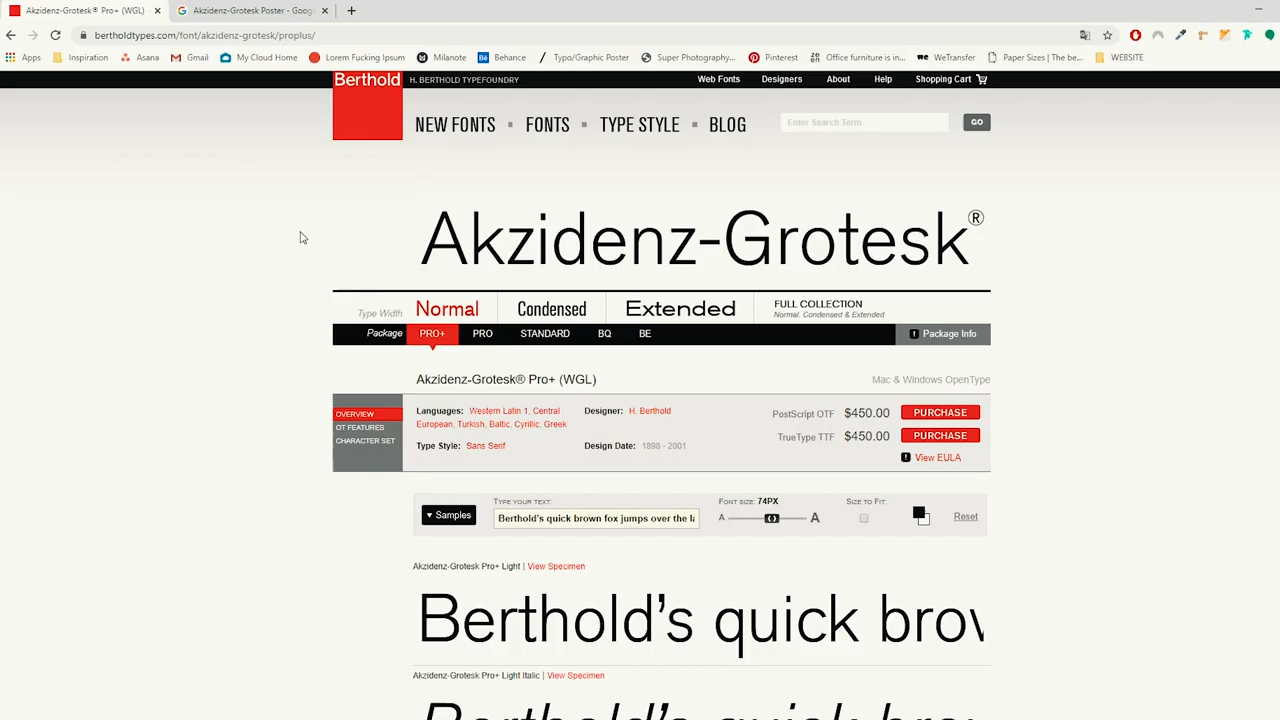 Akzidenz-Grotesk® Pro+ (WGL)
Akzidenz-Grotesk Poster - Goog
bertholdtypes.com/font/akzidenz-grotesk/proplus/
Apps Inspiration Asana Gmail My Cloud Home Lorem Fucking Ipsum Milanote Behance Typo/Graphic Poster Super Photography... Pinterest Office furniture is in... WeTransfer Paper Sizes | The be... WEBSITE
Berthold H. BERTHOLD TYPEFOUNDRY Web Fonts Designers About Help Shopping Cart
NEW FONTS ▪ FONTS ▪ TYPE STYLE ▪ BLOG Enter Search Term GO
Akzidenz-Grotesk®
Type Width Normal Condensed Extended FULL COLLECTION
Normal, Condensed & Extended
Package PRO+ PRO STANDARD BQ BE ! Package Info
Akzidenz-Grotesk® Pro+ (WGL) Mac & Windows OpenType
OVERVIEW
OT FEATURES
CHARACTER SET
Languages: Western Latin 1, Central
European, Turkish, Baltic, Cyrillic, Greek
Type Style: Sans Serif
Designer: H. Berthold
Design Date: 1898 - 2001
PostScript OTF $450.00 PURCHASE
TrueType TTF $450.00 PURCHASE
! View EULA
Samples
TYPE YOUR TEXT:
Berthold's quick brown fox jumps over the la
FONT SIZE: 74PX
A A
SIZE TO FIT:
Reset
Akzidenz-Grotesk Pro+ Light | View Specimen
Berthold's quick brow
Akzidenz-Grotesk Pro+ Light Italic | View Specimen
Berthold's quick brow